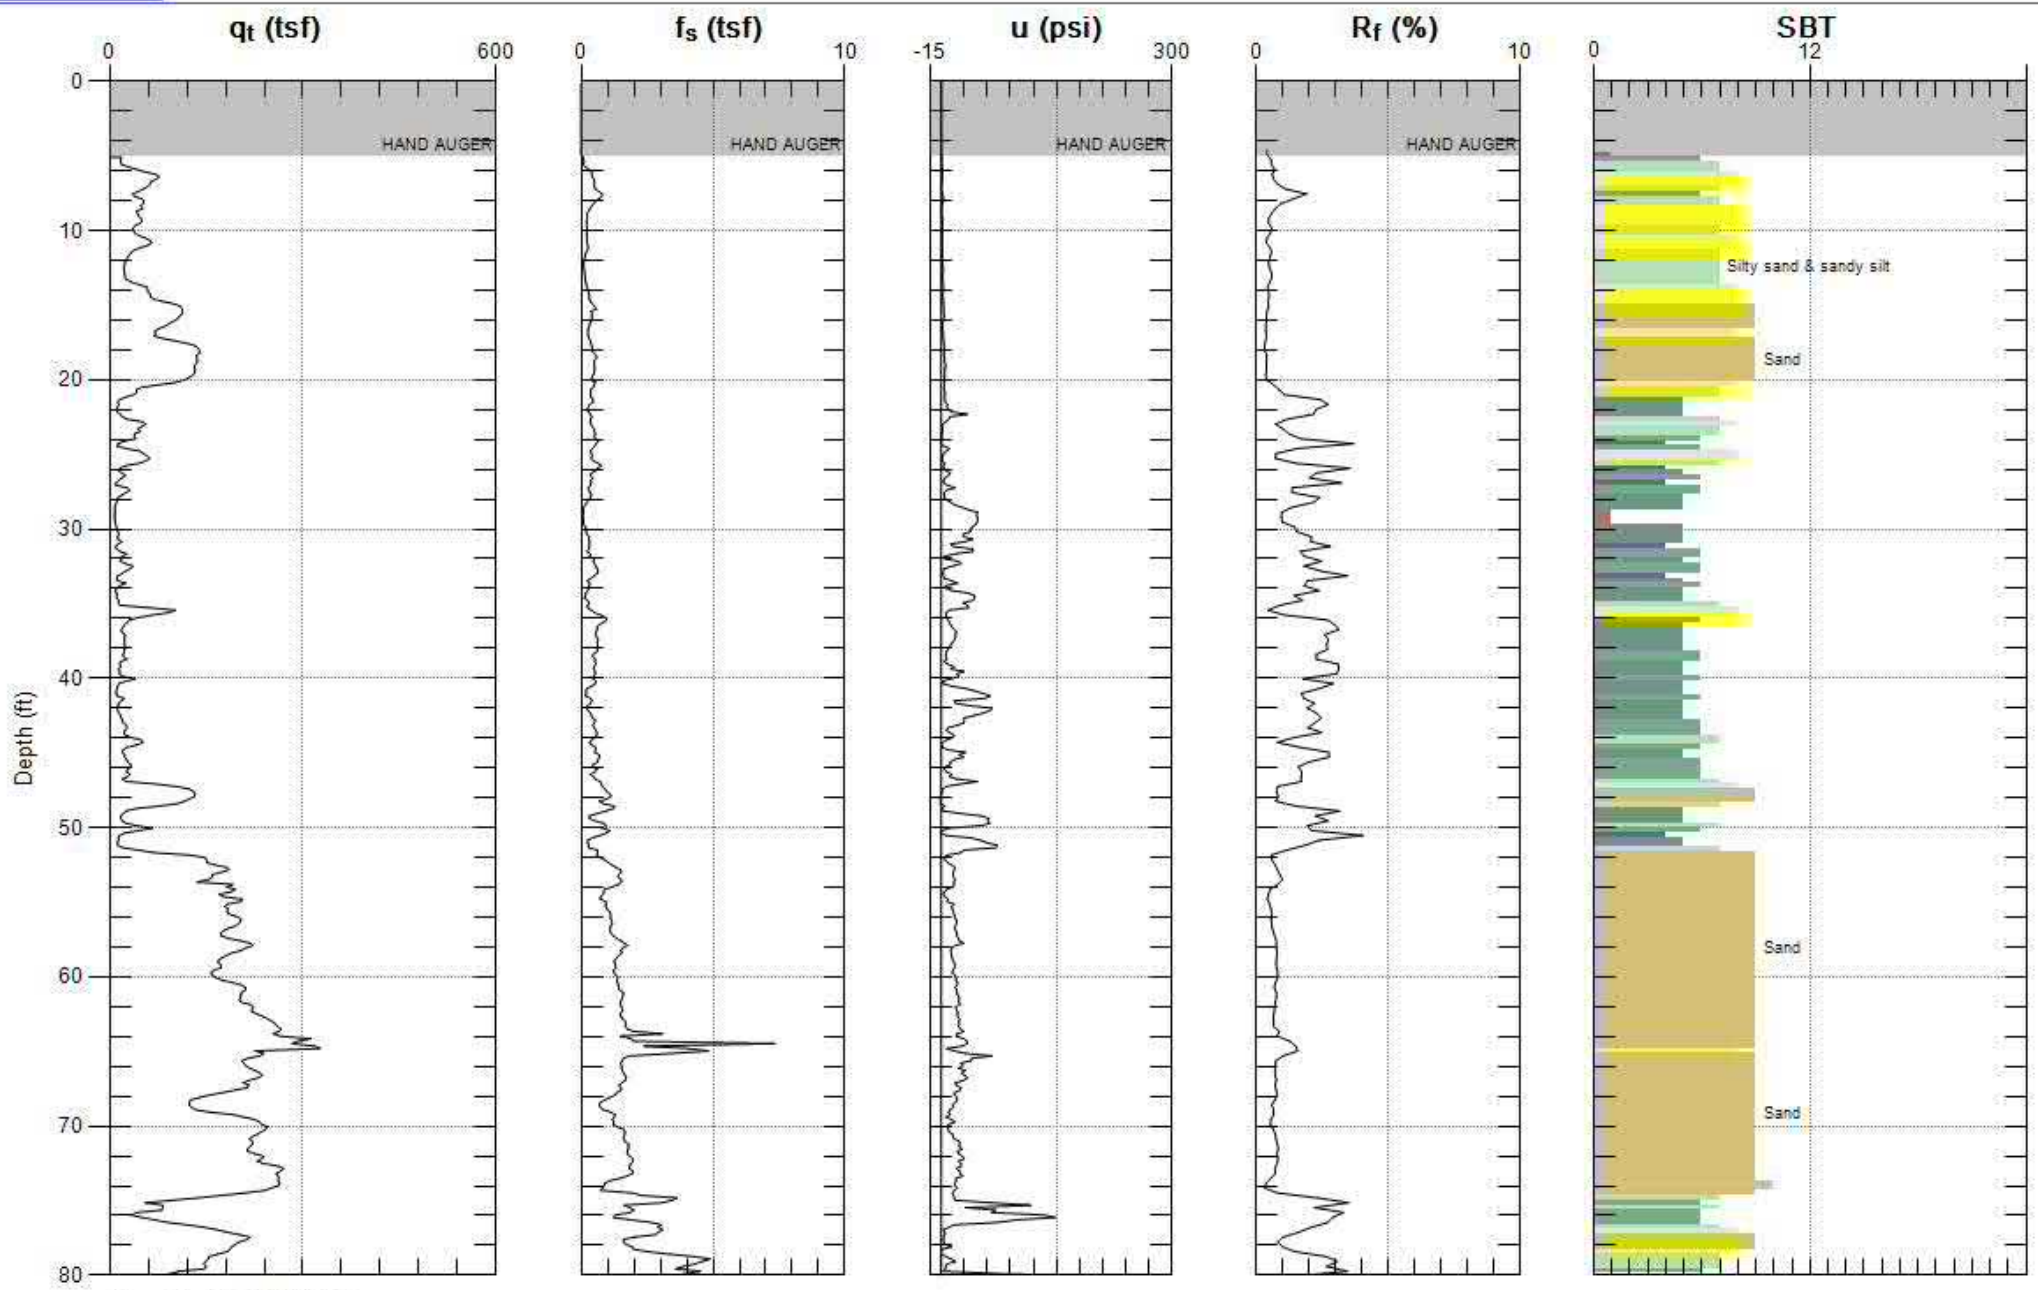 qt (tsf) fs (tsf) u (psi) Rf (%) SBT
0 600 0 10 -15 300 0 10 0 12
0
HAND AUGER HAND AUGER HAND AUGER HAND AUGER
10
Silty sand & sandy silt
Sand
20
30
40
Depth (ft)
50
Sand
60
Sand
70
80